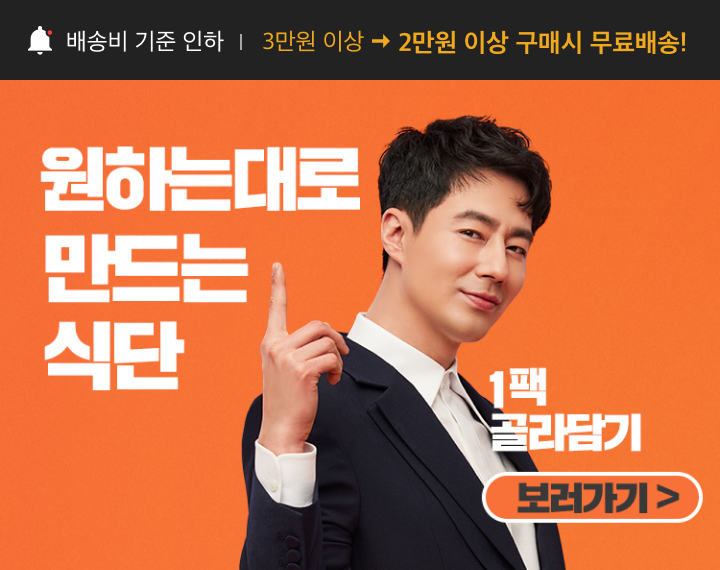 배송비 기준 인하 | 3만원 이상 → 2만원 이상 구매시 무료배송!
원하는대로
만드는
식단
1팩
골라담기
보러가기 >